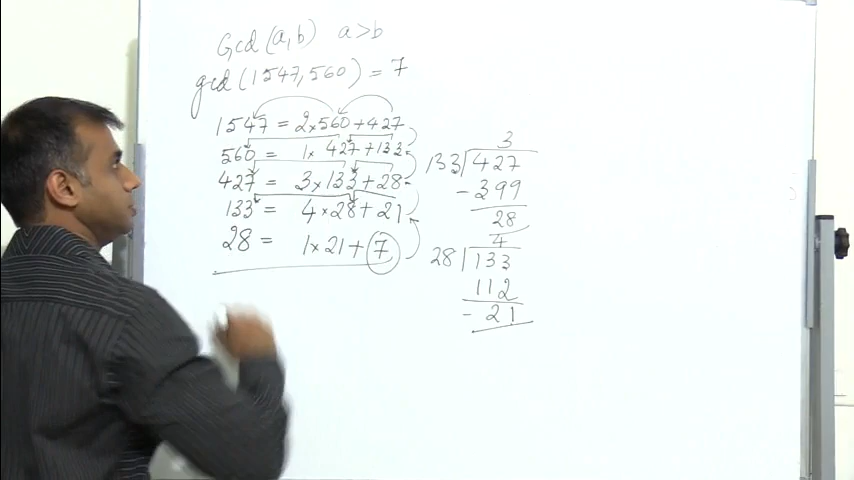 Gcd(a,b) a>b
gcd(1547,560) = 7
1547 = 2×560+427
560 = 1× 427+133
427 = 3×133+28
133 = 4×28+21
28 = 1×21+7
3
133 427
-399
28
4
28 133
112
- 21